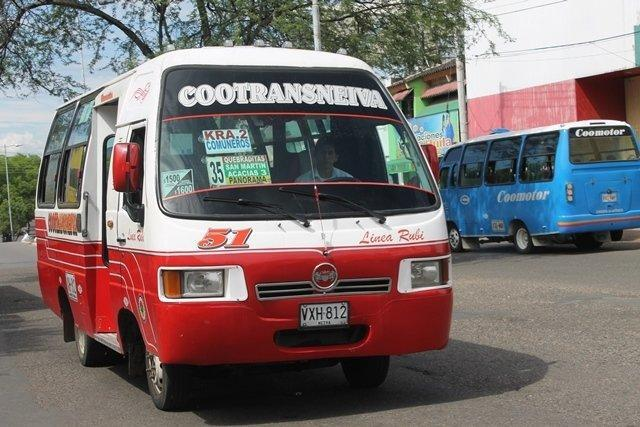 COOTRANSNEIVA
KRA.2
COMUNEROS
35
QUEBRADITAS
SAN MARTIN
ACACIAS 3
PANORAMA
1500
1600
51
Linea Rubi
VXH-812
NEIVA
COOTRANSNEIVA
Coomotor
Coomotor